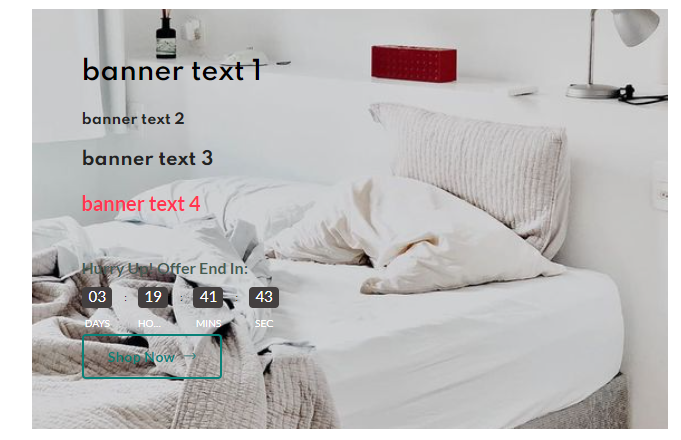 banner text 1
banner text 2
banner text 3
banner text 4
Hurry Up! Offer End In:
03 : 19 : 41 : 43
DAYS HO... MINS SEC
Shop Now →